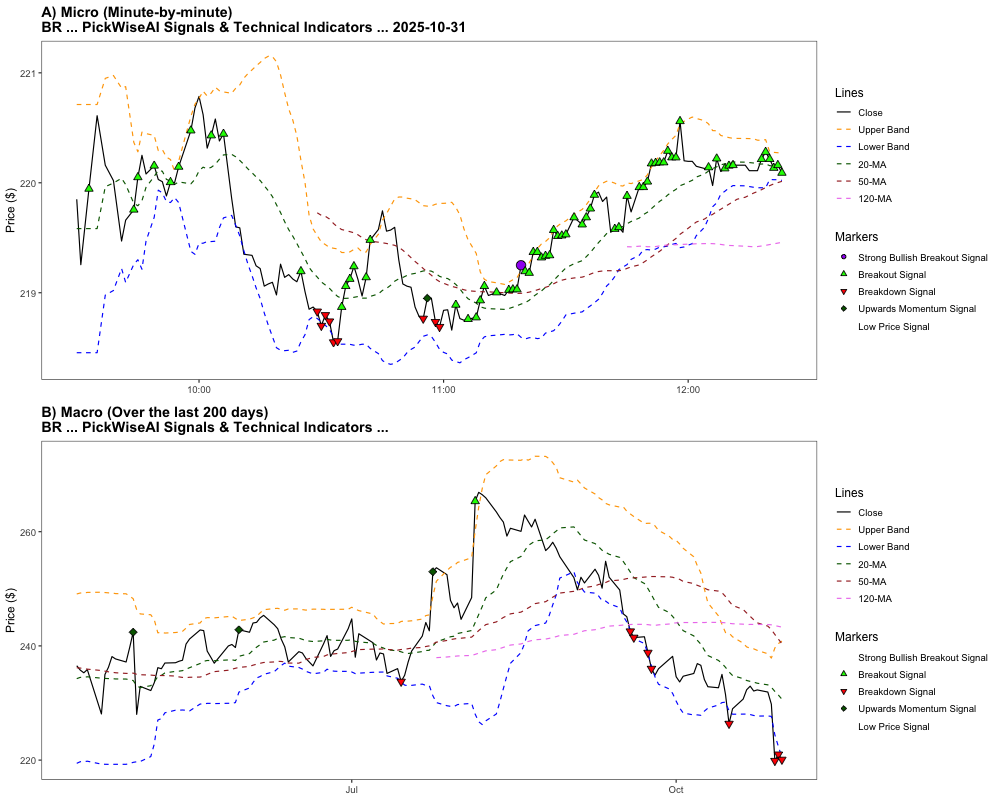 A) Micro (Minute-by-minute)
BR ... PickWiseAI Signals & Technical Indicators ... 2025-10-31
Price ($)
221
220
219
10:00
11:00
12:00
Lines
Close
Upper Band
Lower Band
20-MA
50-MA
120-MA
Markers
Strong Bullish Breakout Signal
Breakout Signal
Breakdown Signal
Upwards Momentum Signal
Low Price Signal
B) Macro (Over the last 200 days)
BR ... PickWiseAI Signals & Technical Indicators ...
Price ($)
260
240
220
Jul
Oct
Lines
Close
Upper Band
Lower Band
20-MA
50-MA
120-MA
Markers
Strong Bullish Breakout Signal
Breakout Signal
Breakdown Signal
Upwards Momentum Signal
Low Price Signal